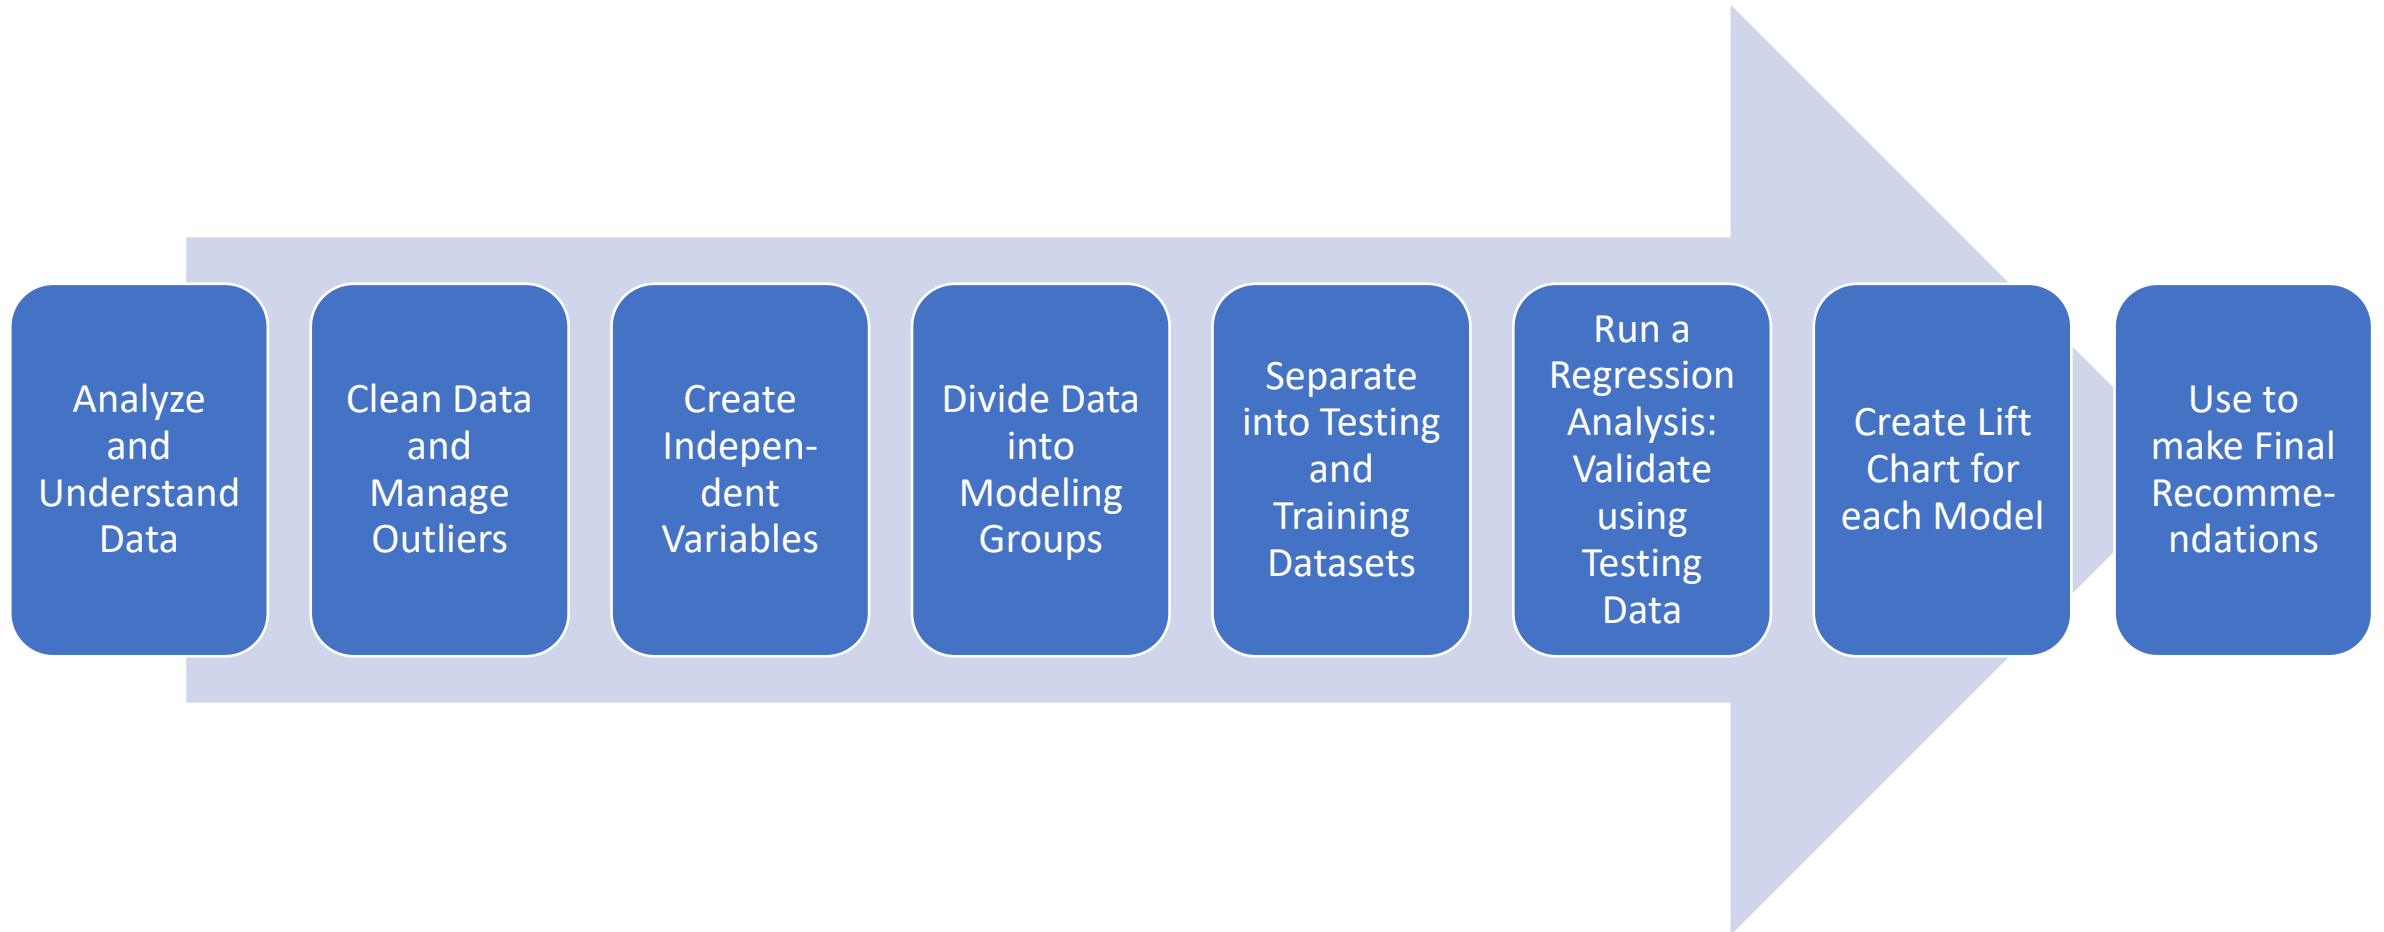 Analyze
and
Understand
Data
Clean Data
and
Manage
Outliers
Create
Indepen-
dent
Variables
Divide Data
into
Modeling
Groups
Separate
into Testing
and
Training
Datasets
Run a
Regression
Analysis:
Validate
using
Testing
Data
Create Lift
Chart for
each Model
Use to
make Final
Recomme-
ndations